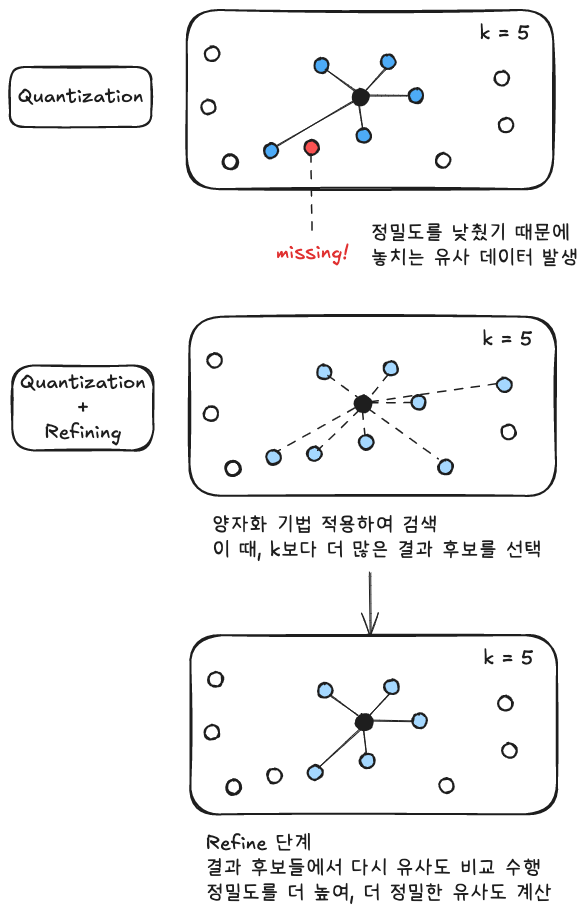 k = 5
Quantization
missing!
정밀도를 낮췄기 때문에
놓치는 유사 데이터 발생
k = 5
Quantization
+
Refining
양자화 기법 적용하여 검색
이 때, k보다 더 많은 결과 후보를 선택
k = 5
Refine 단계
결과 후보들에서 다시 유사도 비교 수행
정밀도를 더 높여, 더 정밀한 유사도 계산